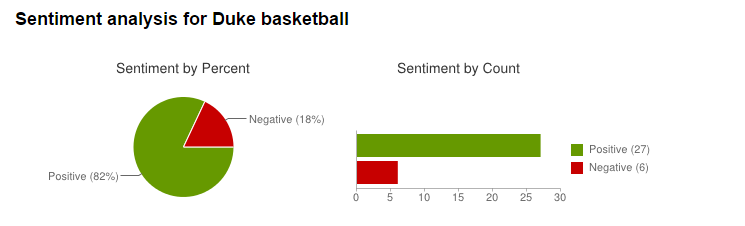 Sentiment analysis for Duke basketball
Sentiment by Percent
Negative (18%)
Positive (82%)
Sentiment by Count
Positive (27)
Negative (6)
0 5 10 15 20 25 30